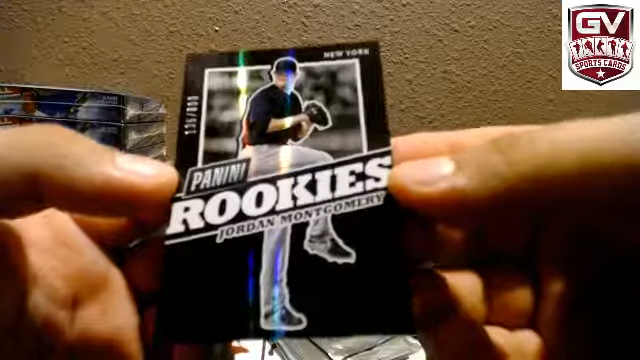 GV
SPORTS CARDS
NEW YORK
PANINI
ROOKIES
JORDAN MONTGOMERY